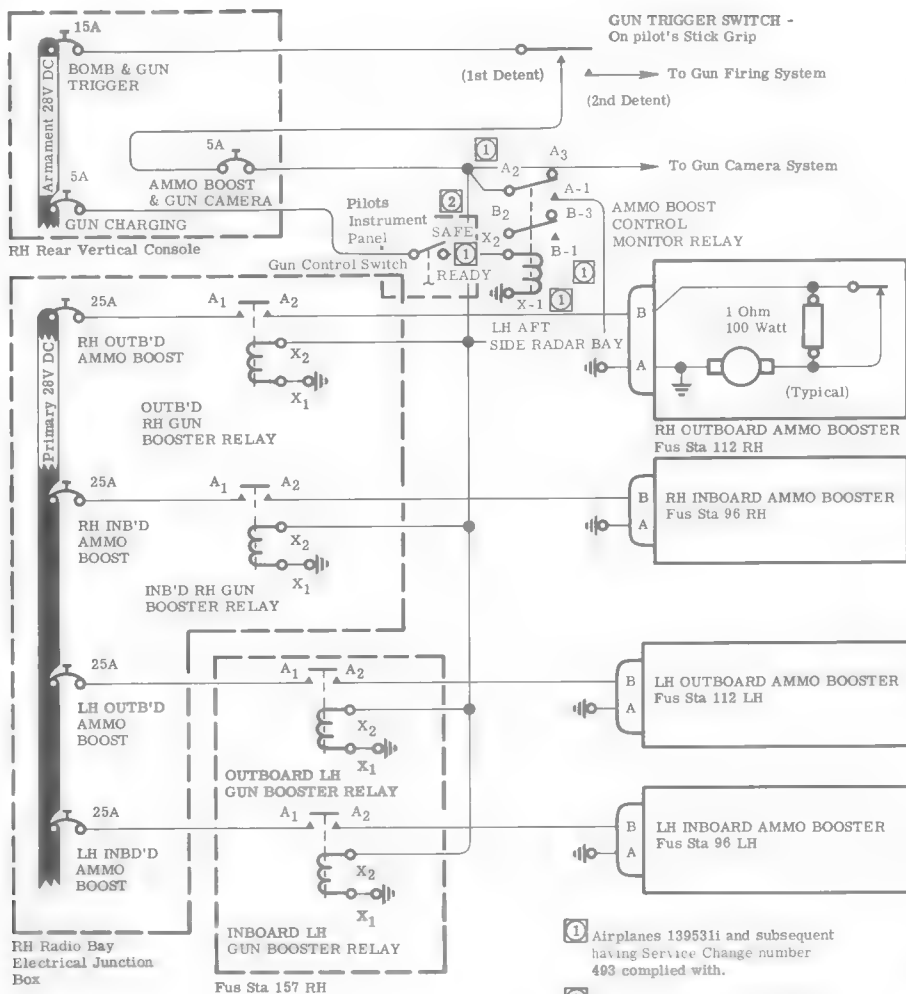 15A
BOMB & GUN
TRIGGER
Armament 28V DC
5A
AMMO BOOST
& GUN CAMERA
5A
GUN CHARGING
RH Rear Vertical Console
GUN TRIGGER SWITCH -
On pilot's Stick Grip
(1st Detent)
To Gun Firing System
(2nd Detent)
To Gun Camera System
1
A2
A3
A-1
B2
B-3
B-1
X2
X-1
1
1
1
2
AMMO BOOST
CONTROL
MONITOR RELAY
Pilots
Instrument
Panel
SAFE
READY
Gun Control Switch
LH AFT
SIDE RADAR BAY
Primary 28V DC
25A
RH OUTB'D
AMMO BOOST
A1
A2
X2
X1
OUTB'D
RH GUN
BOOSTER RELAY
B
A
1 Ohm
100 Watt
(Typical)
RH OUTBOARD AMMO BOOSTER
Fus Sta 112 RH
25A
RH INB'D
AMMO
BOOST
A1
A2
X2
X1
INB'D RH GUN
BOOSTER RELAY
B
A
RH INBOARD AMMO BOOSTER
Fus Sta 96 RH
25A
LH OUTB'D
AMMO
BOOST
A1
A2
X2
X1
OUTBOARD LH
GUN BOOSTER RELAY
B
A
LH OUTBOARD AMMO BOOSTER
Fus Sta 112 LH
25A
LH INBD'D
AMMO
BOOST
A1
A2
X2
X1
INBOARD LH
GUN BOOSTER RELAY
B
A
LH INBOARD AMMO BOOSTER
Fus Sta 96 LH
RH Radio Bay
Electrical Junction
Box
Fus Sta 157 RH
1 Airplanes 139531i and subsequent
having Service Change number
493 complied with.